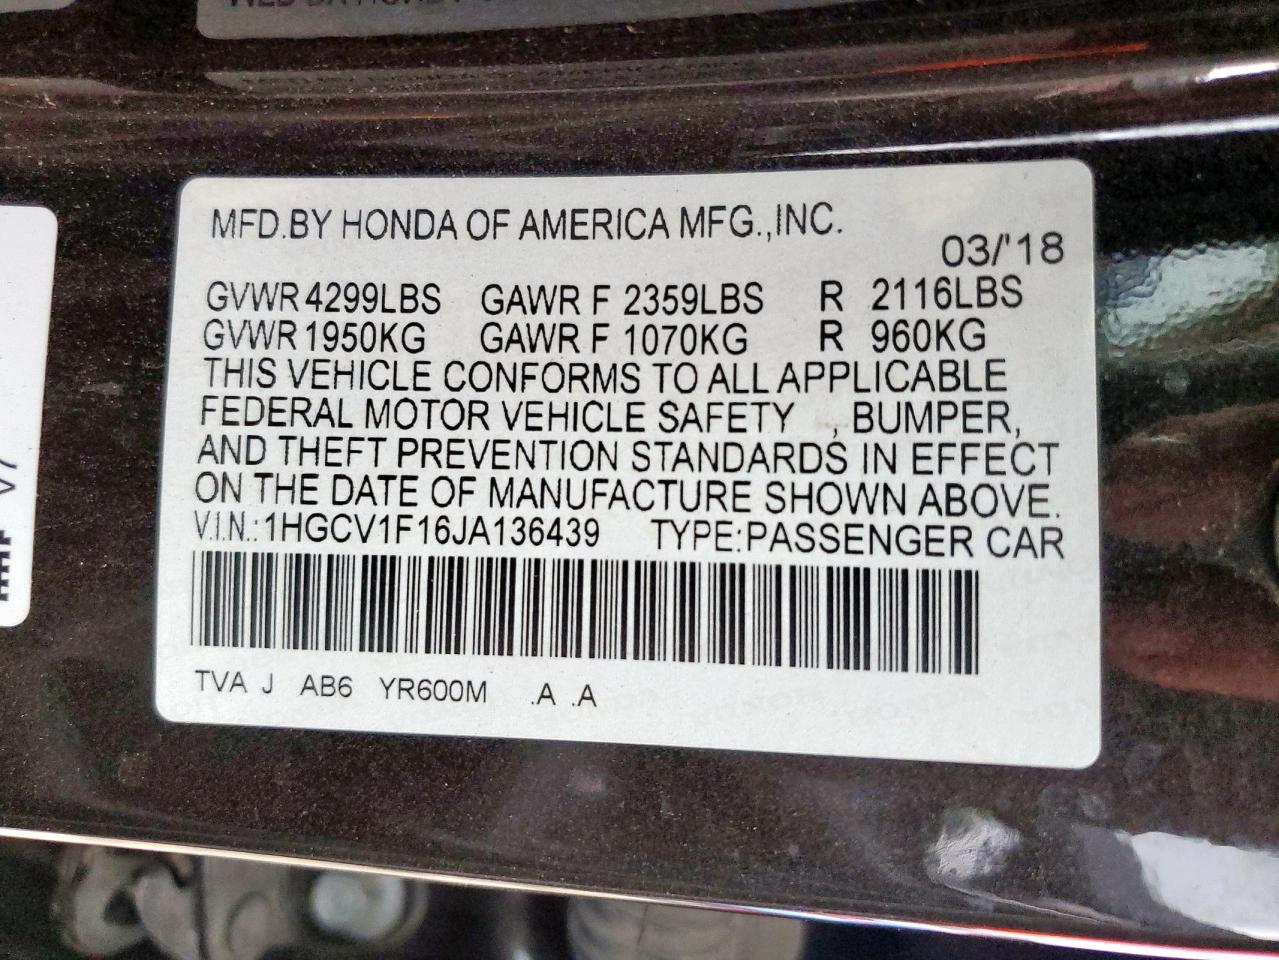 MFD.BY HONDA OF AMERICA MFG.,INC.
03/'18
GVWR 4299LBS GAWR F 2359LBS R 2116LBS
GVWR 1950KG GAWR F 1070KG R 960KG
THIS VEHICLE CONFORMS TO ALL APPLICABLE
FEDERAL MOTOR VEHICLE SAFETY , BUMPER,
AND THEFT PREVENTION STANDARDS IN EFFECT
ON THE DATE OF MANUFACTURE SHOWN ABOVE.
V.I.N.: 1HGCV1F16JA136439 TYPE:PASSENGER CAR
TVA J AB6 YR600M .A .A